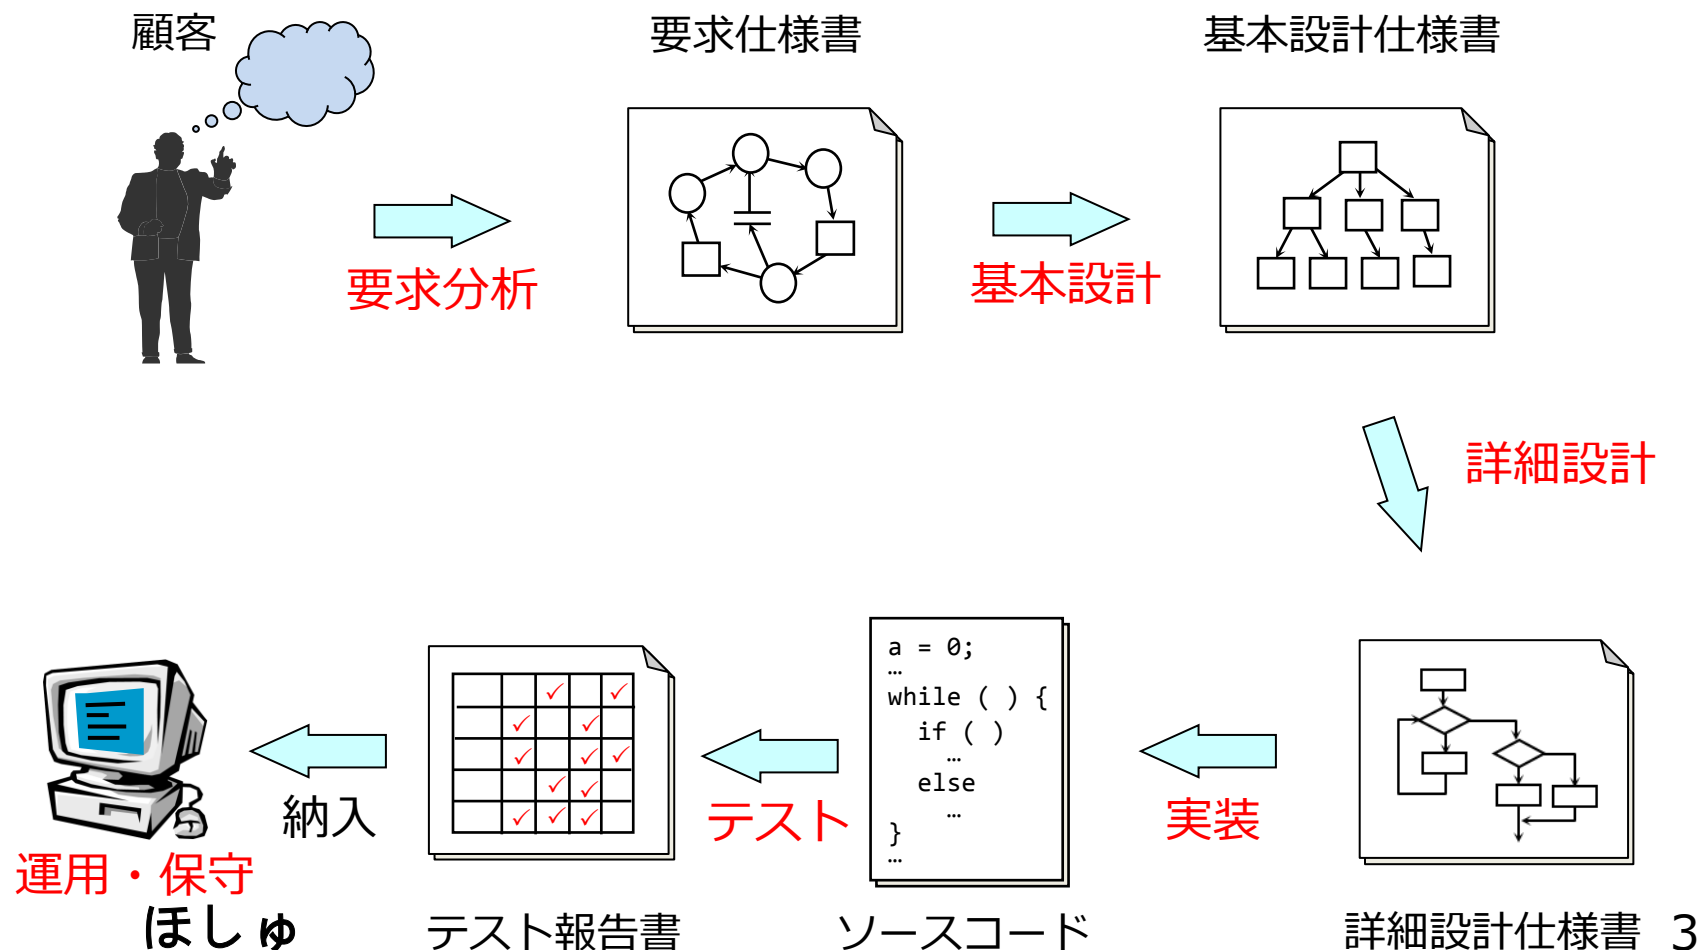 顧客
要求仕様書
基本設計仕様書
要求分析
基本設計
詳細設計
a = 0;
…
while ( ) {
if ( )
…
else
…
}
…
納入
テスト
実装
運用・保守
ほしゅ
テスト報告書
ソースコード
詳細設計仕様書
3